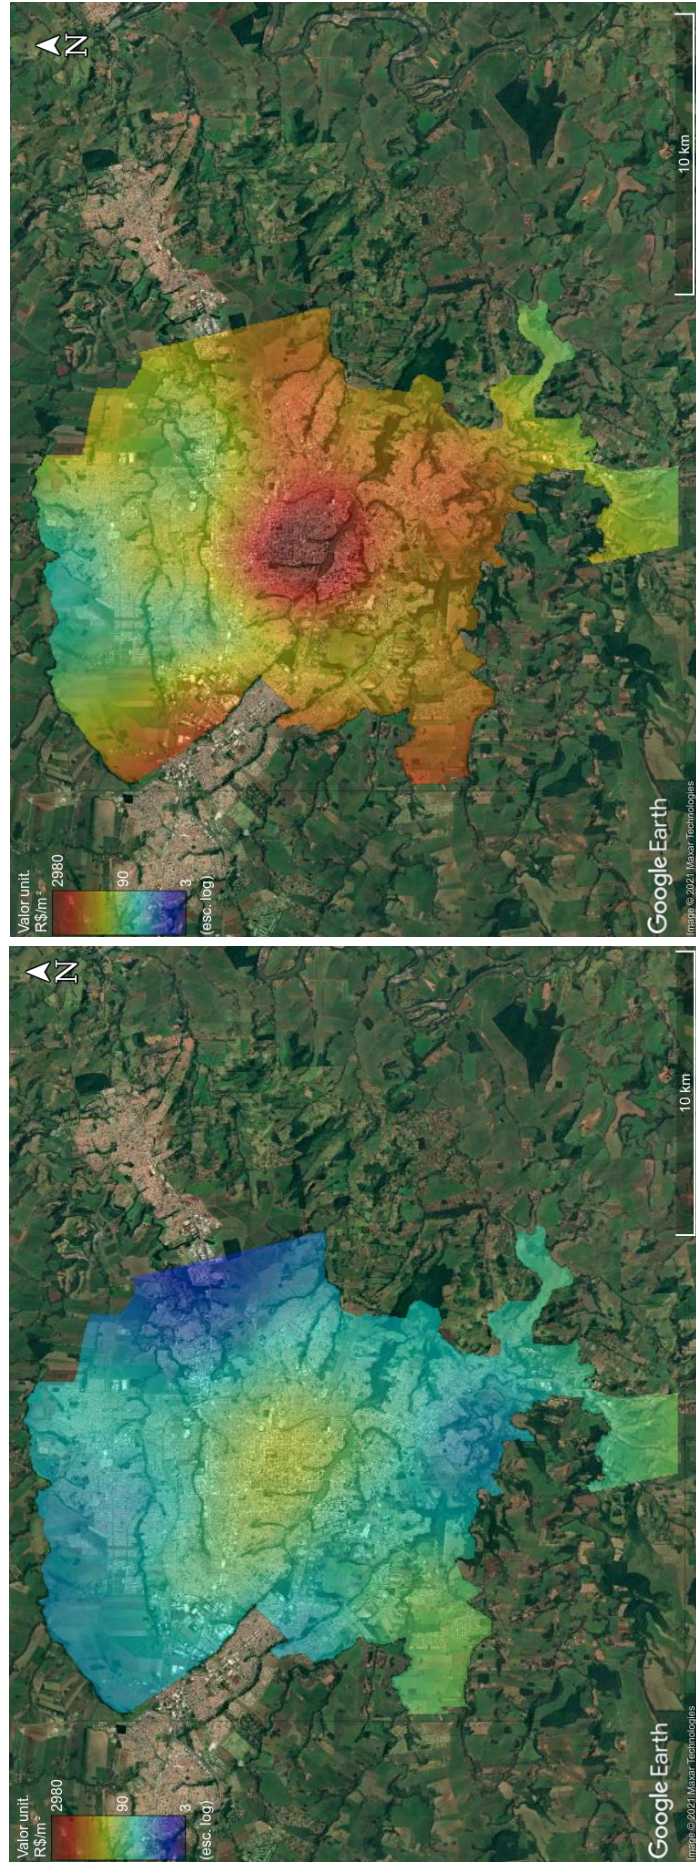 N
Valor unit.
R$/m²
2980
90
3
(esc. log)
10 km
Google Earth
Image © 2021 Maxar Technologies
N
Valor unit.
R$/m²
2980
90
3
(esc. log)
10 km
Google Earth
Image © 2021 Maxar Technologies